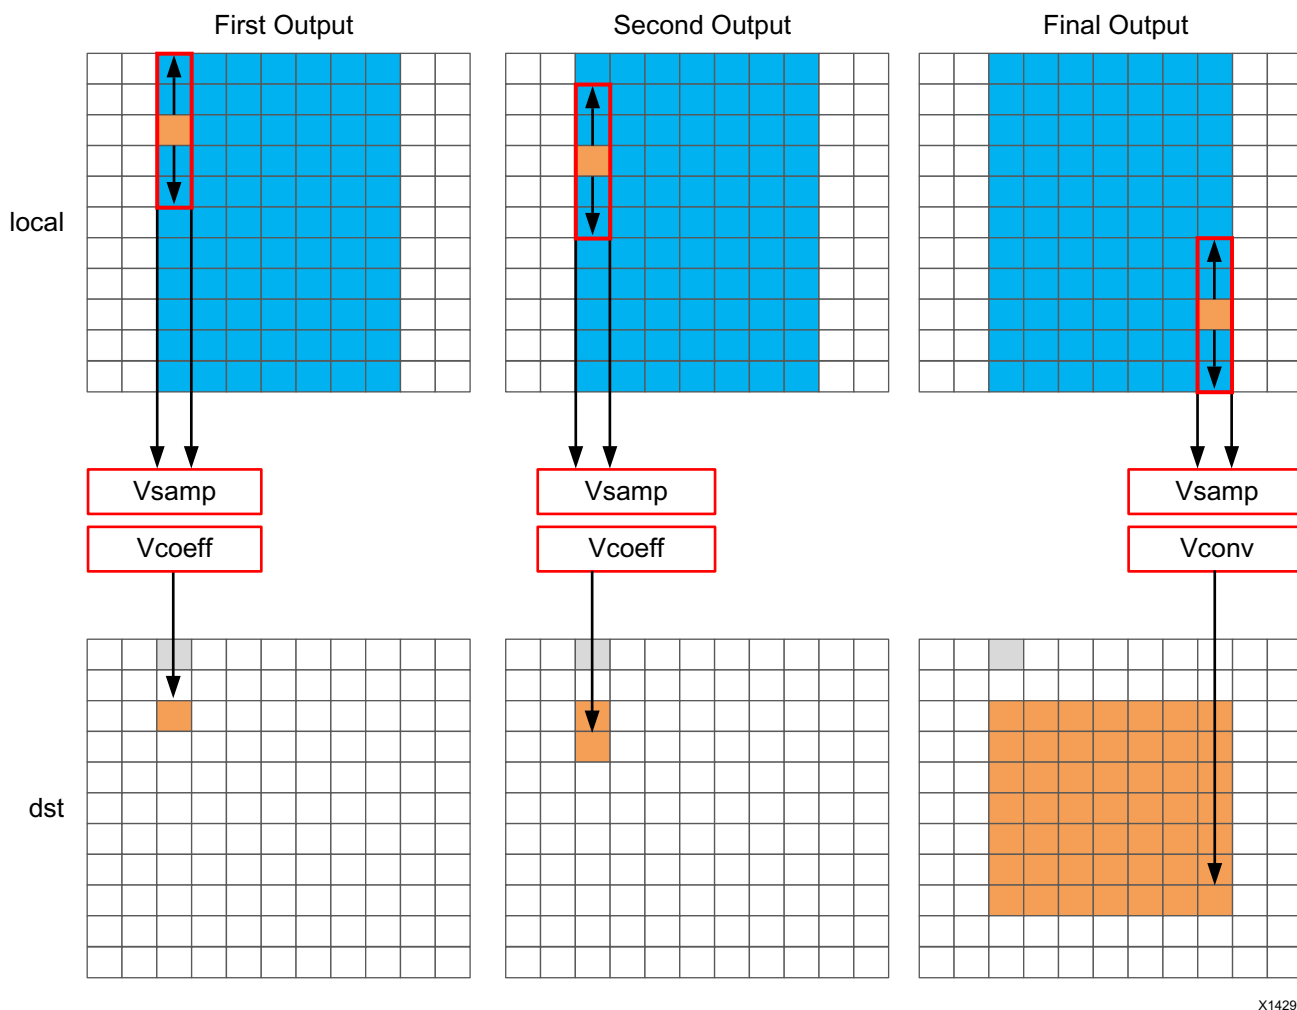 First Output Second Output Final Output
local
Vsamp Vsamp Vsamp
Vcoeff Vcoeff Vconv
dst
X1429